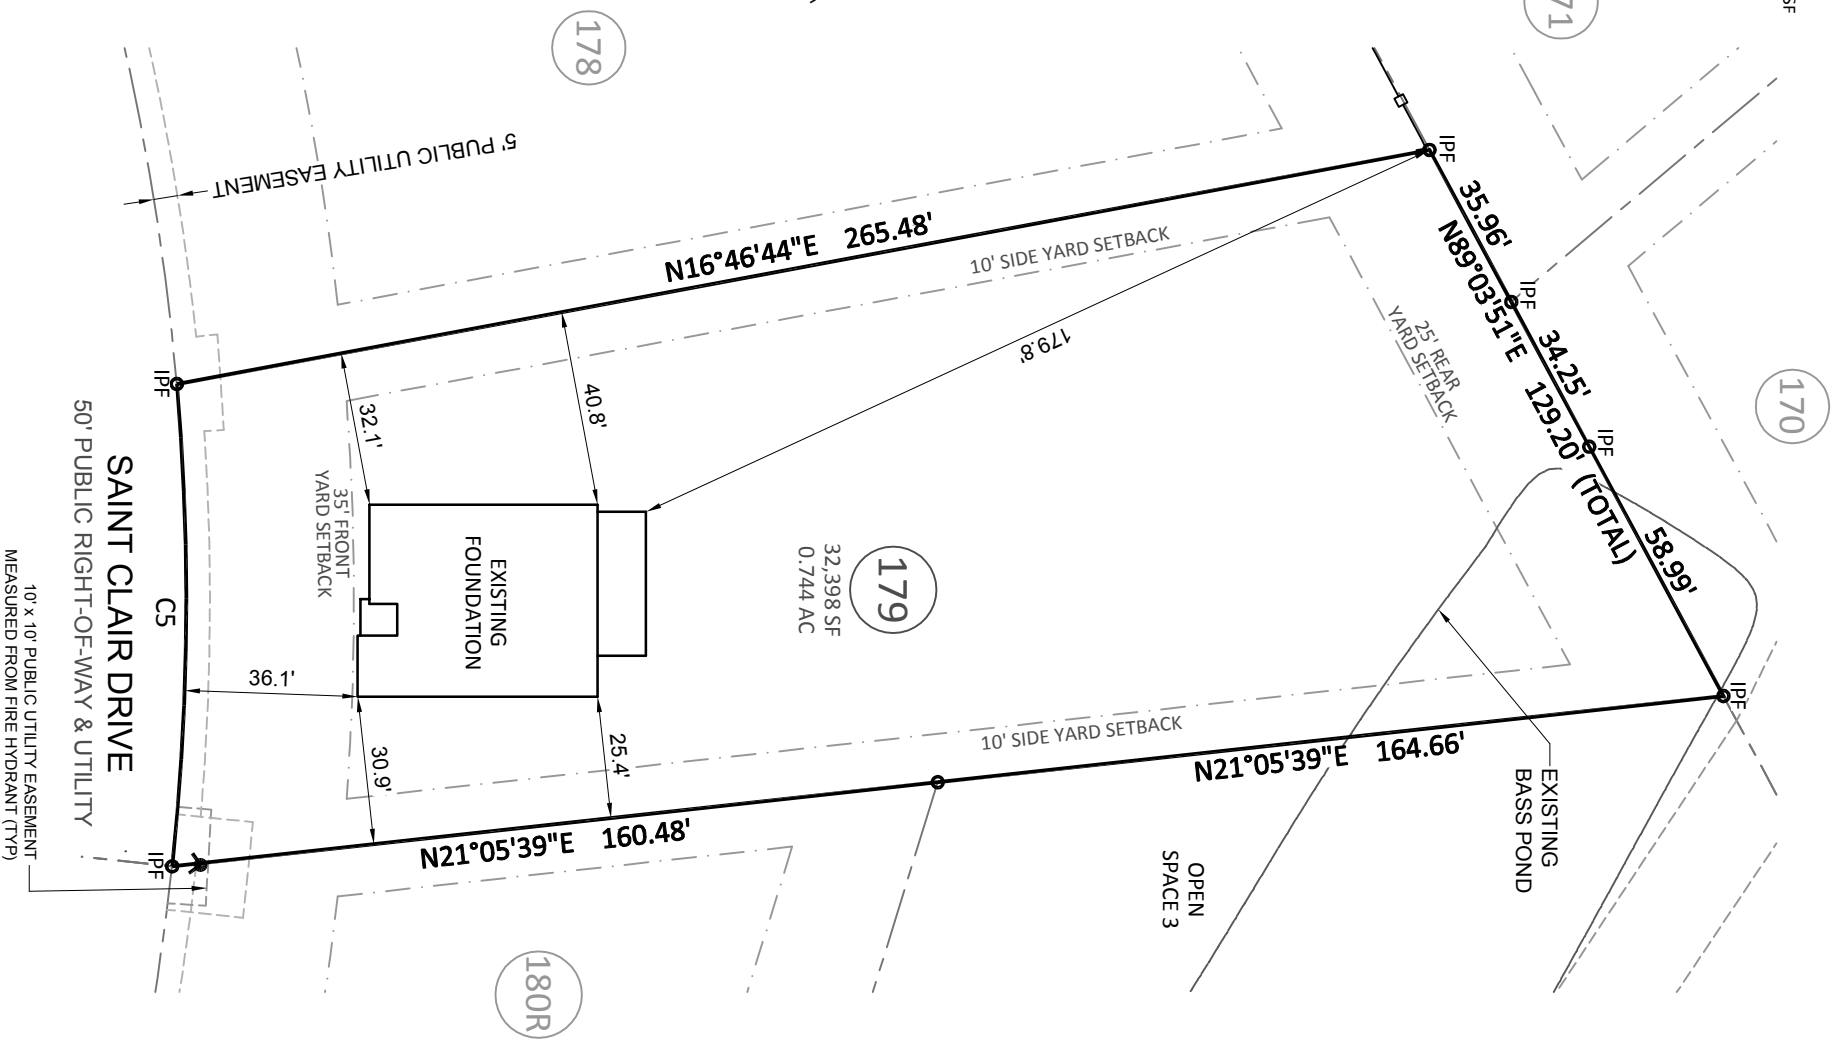 SF
71
178
5' PUBLIC UTILITY EASEMENT
IPF
35.96'
N89°03'51"E 129.20' (TOTAL)
IPF
34.25'
IPF
58.99'
IPF
170
N16°46'44"E 265.48'
10' SIDE YARD SETBACK
25' REAR
YARD SETBACK
179.8'
40.8'
32.1'
IPF
35' FRONT
YARD SETBACK
EXISTING
FOUNDATION
179
32,398 SF
0.744 AC
SAINT CLAIR DRIVE
50' PUBLIC RIGHT-OF-WAY & UTILITY
C5
36.1'
30.9'
25.4'
10' SIDE YARD SETBACK
N21°05'39"E 164.66'
N21°05'39"E 160.48'
EXISTING
BASS POND
OPEN
SPACE 3
IPF
10' x 10' PUBLIC UTILITY EASEMENT
MEASURED FROM FIRE HYDRANT (TYP)
180R